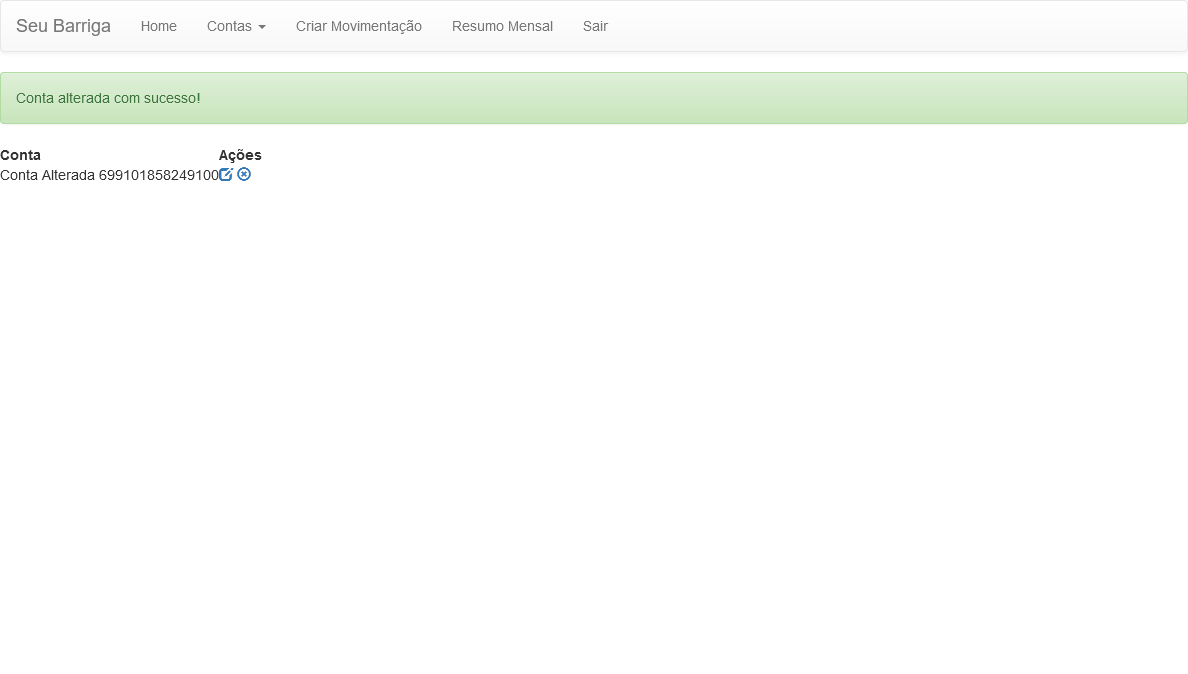 Seu Barriga Home Contas Criar Movimentação Resumo Mensal Sair
Conta alterada com sucesso!
Conta Ações
Conta Alterada 699101858249100